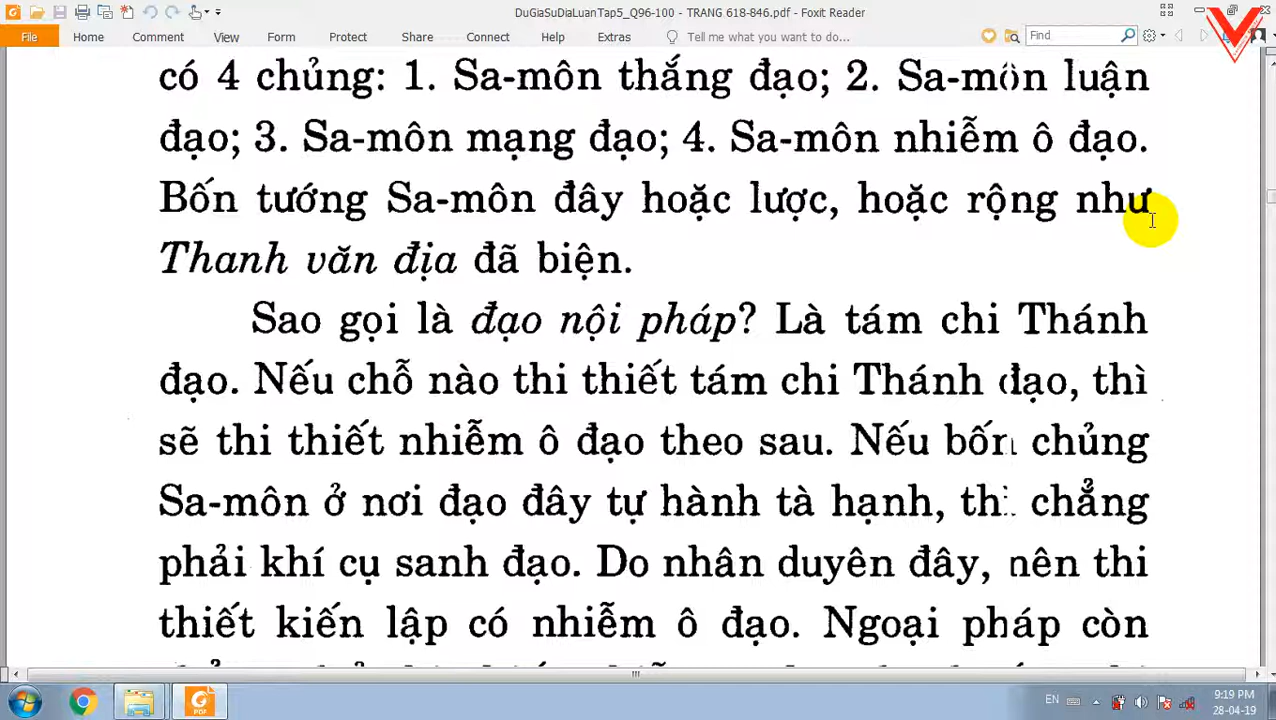 DuGiaSuDiaLuanTap5_Q96-100 - TRANG 618-846.pdf - Foxit Reader
File Home Comment View Form Protect Share Connect Help Extras Tell me what you want to do... Find
có 4 chủng: 1. Sa-môn thắng đạo; 2. Sa-môn luận
đạo; 3. Sa-môn mạng đạo; 4. Sa-môn nhiễm ô đạo.
Bốn tướng Sa-môn đây hoặc lược, hoặc rộng như
Thanh văn địa đã biện.
Sao gọi là đạo nội pháp? Là tám chi Thánh
đạo. Nếu chỗ nào thi thiết tám chi Thánh đạo, thì
sẽ thi thiết nhiễm ô đạo theo sau. Nếu bốn chủng
Sa-môn ở nơi đạo đây tự hành tà hạnh, thì chẳng
phải khí cụ sanh đạo. Do nhân duyên đây, nên thi
thiết kiến lập có nhiễm ô đạo. Ngoại pháp còn
EN 9:19 PM
28-04-19